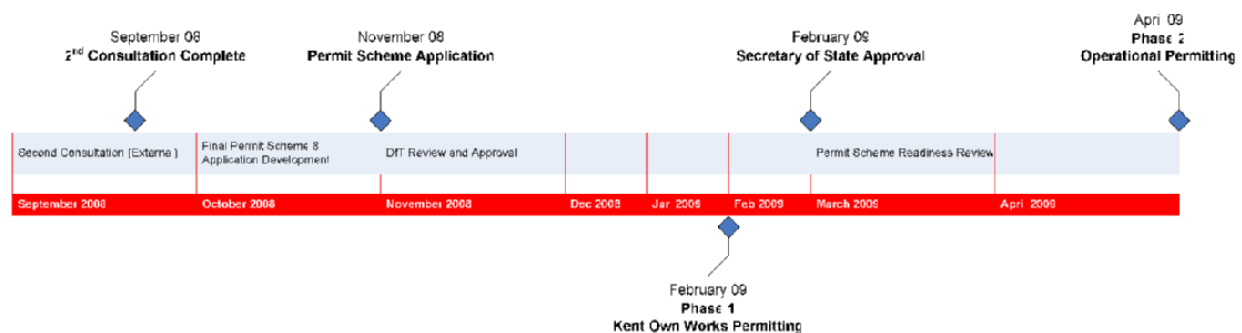 September 08
2nd Consultation Complete
November 08
Permit Scheme Application
February 09
Secretary of State Approval
April 09
Phase 2
Operational Permitting
Second Consultation (External)
Final Permit Scheme &
Application Development
DfT Review and Approval
Permit Scheme Readiness Review
September 2008
October 2008
November 2008
Dec 2008
Jan 2009
Feb 2009
March 2009
April 2009
February 09
Phase 1
Kent Own Works Permitting